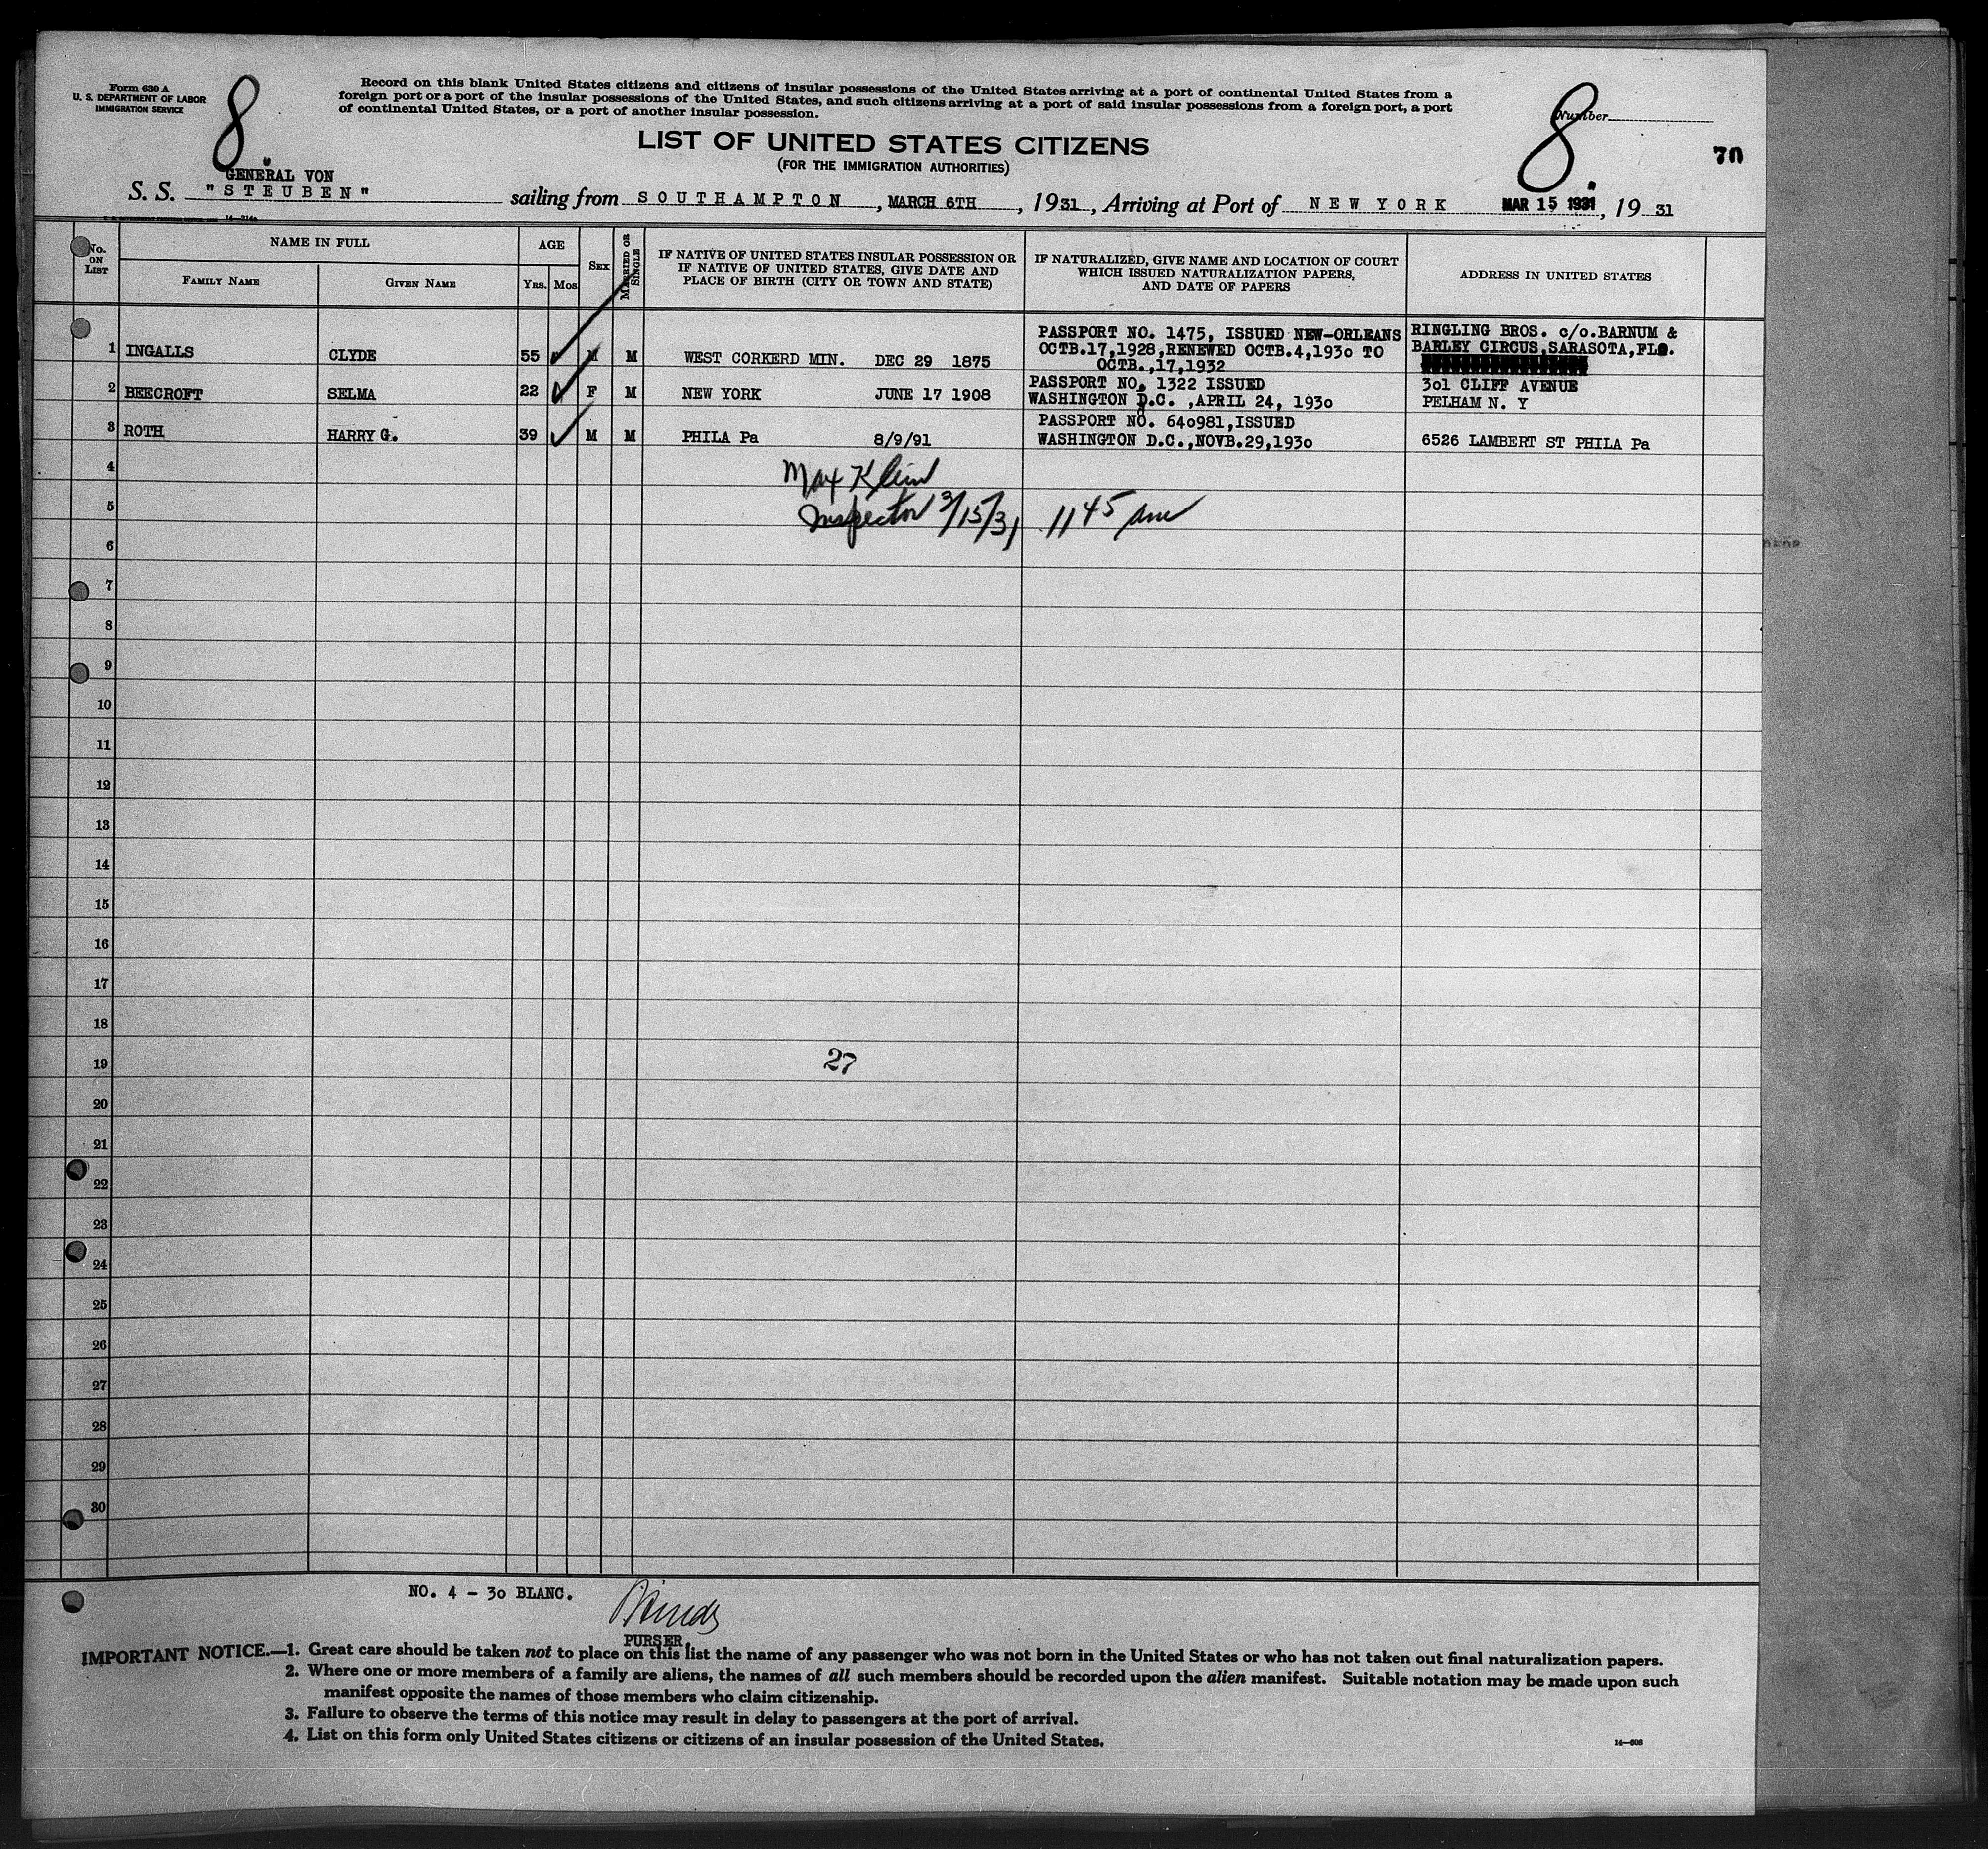 Form 630 A
U. S. DEPARTMENT OF LABOR
IMMIGRATION SERVICE
8
Record on this blank United States citizens and citizens of insular possessions of the United States arriving at a port of continental United States from a
foreign port or a port of the insular possessions of the United States, and such citizens arriving at a port of said insular possessions from a foreign port, a port
of continental United States, or a port of another insular possession.
8
Number
70
LIST OF UNITED STATES CITIZENS
(FOR THE IMMIGRATION AUTHORITIES)
GENERAL VON
S. S. "STEUBEN" sailing from SOUTHAMPTON, MARCH 6TH, 1931, Arriving at Port of NEW YORK MAR 15 1931, 19 31
No. ON LIST
NAME IN FULL
FAMILY NAME
GIVEN NAME
AGE
YRS. MOS
SEX
MARRIED OR SINGLE
IF NATIVE OF UNITED STATES INSULAR POSSESSION OR
IF NATIVE OF UNITED STATES, GIVE DATE AND
PLACE OF BIRTH (CITY OR TOWN AND STATE)
IF NATURALIZED, GIVE NAME AND LOCATION OF COURT
WHICH ISSUED NATURALIZATION PAPERS,
AND DATE OF PAPERS
ADDRESS IN UNITED STATES
1 INGALLS CLYDE 55 M M WEST CORKERD MIN. DEC 29 1875
PASSPORT NO. 1475, ISSUED NEW-ORLEANS
OCTB.17,1928,RENEWED OCTB.4,1930 TO
OCTB.,17,1932
RINGLING BROS. c/o.BARNUM &
BARLEY CIRCUS,SARASOTA,FLO.
2 BEECROFT SELMA 22 F M NEW YORK JUNE 17 1908
PASSPORT NO. 1322 ISSUED
WASHINGTON D.C. ,APRIL 24, 1930
301 CLIFF AVENUE
PELHAM N. Y
3 ROTH HARRY G. 39 M M PHILA Pa 8/9/91
PASSPORT NO. 640981,ISSUED
WASHINGTON D.C.,NOVB.29,1930
6526 LAMBERT ST PHILA Pa
4
Max Klein
5
Inspector 3/15/31 11 45 am
6
7
8
9
10
11
12
13
14
15
16
17
18
19
27
20
21
22
23
24
25
26
27
28
29
30
NO. 4 - 30 BLANC.
PURSER
IMPORTANT NOTICE.—1. Great care should be taken not to place on this list the name of any passenger who was not born in the United States or who has not taken out final naturalization papers.
2. Where one or more members of a family are aliens, the names of all such members should be recorded upon the alien manifest. Suitable notation may be made upon such
manifest opposite the names of those members who claim citizenship.
3. Failure to observe the terms of this notice may result in delay to passengers at the port of arrival.
4. List on this form only United States citizens or citizens of an insular possession of the United States.